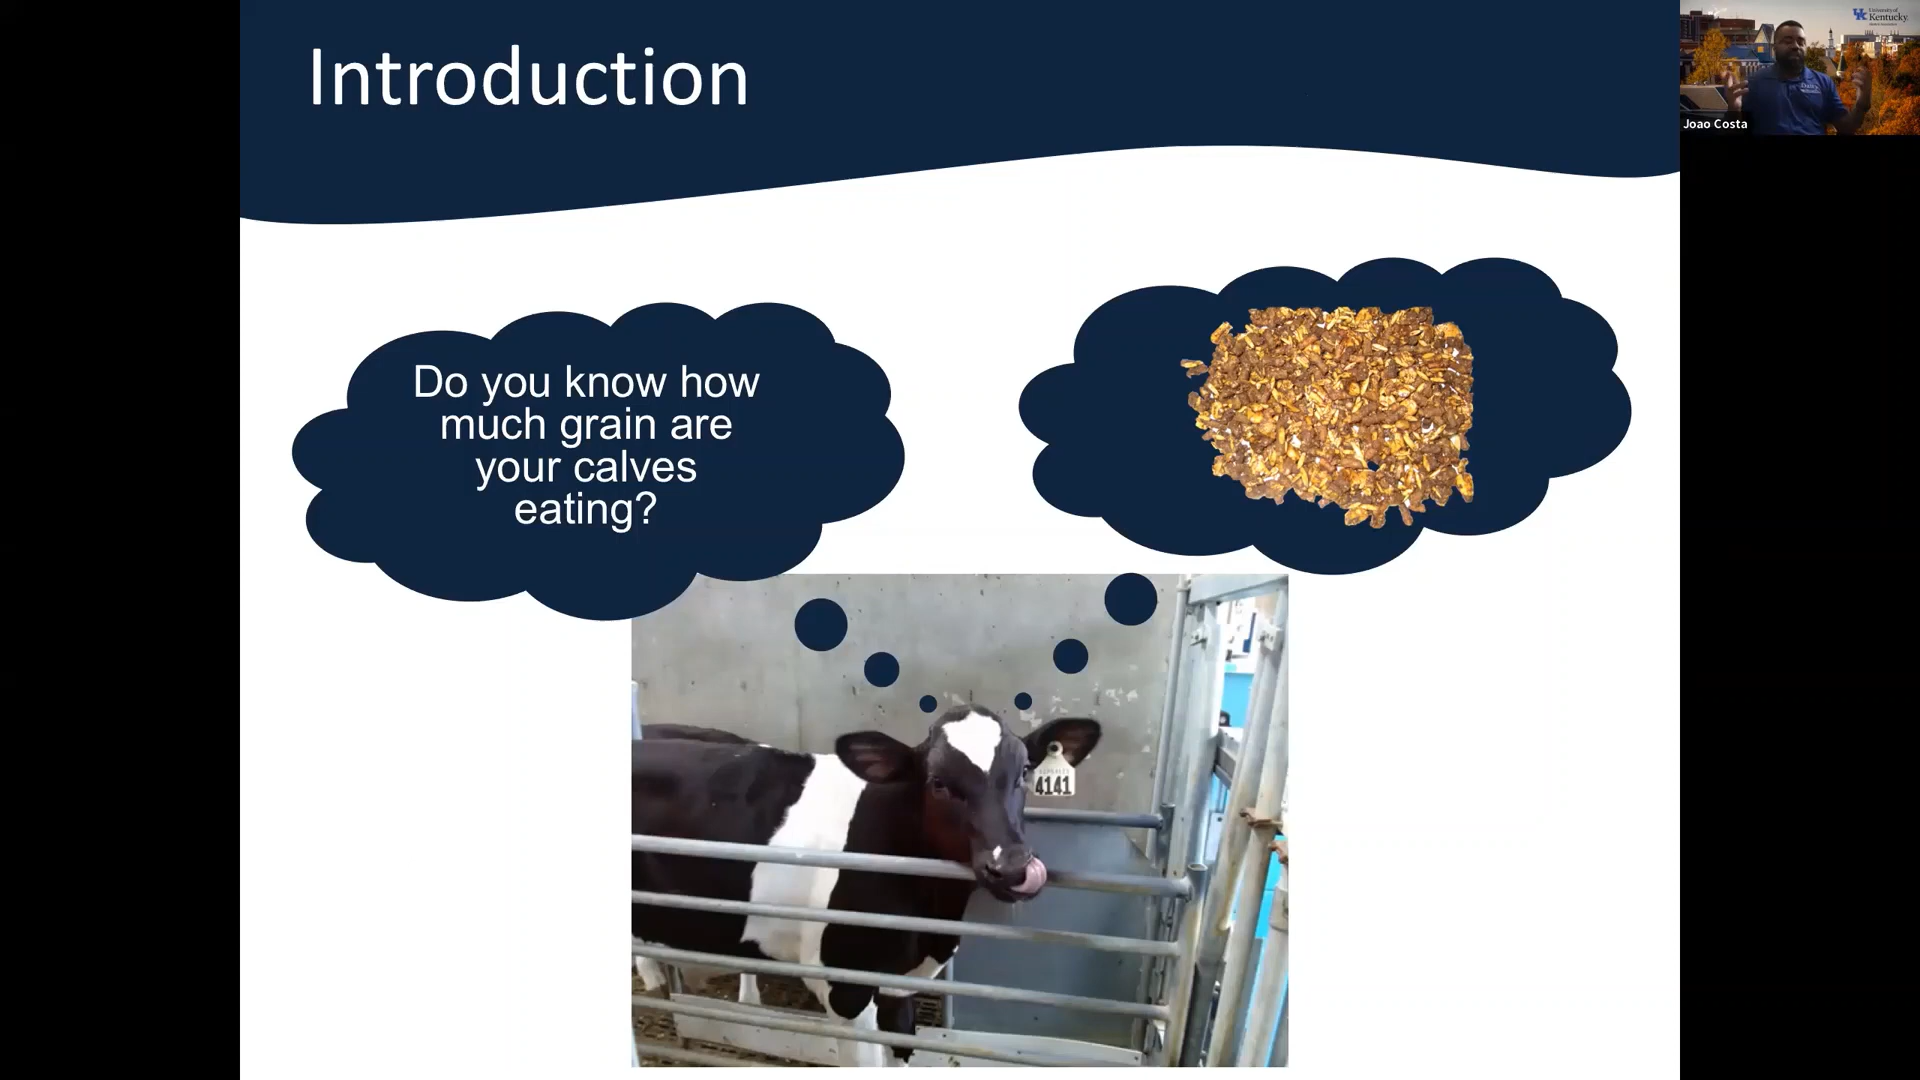 Introduction
University of
Kentucky
Joao Costa
Do you know how
much grain are
your calves
eating?
4141